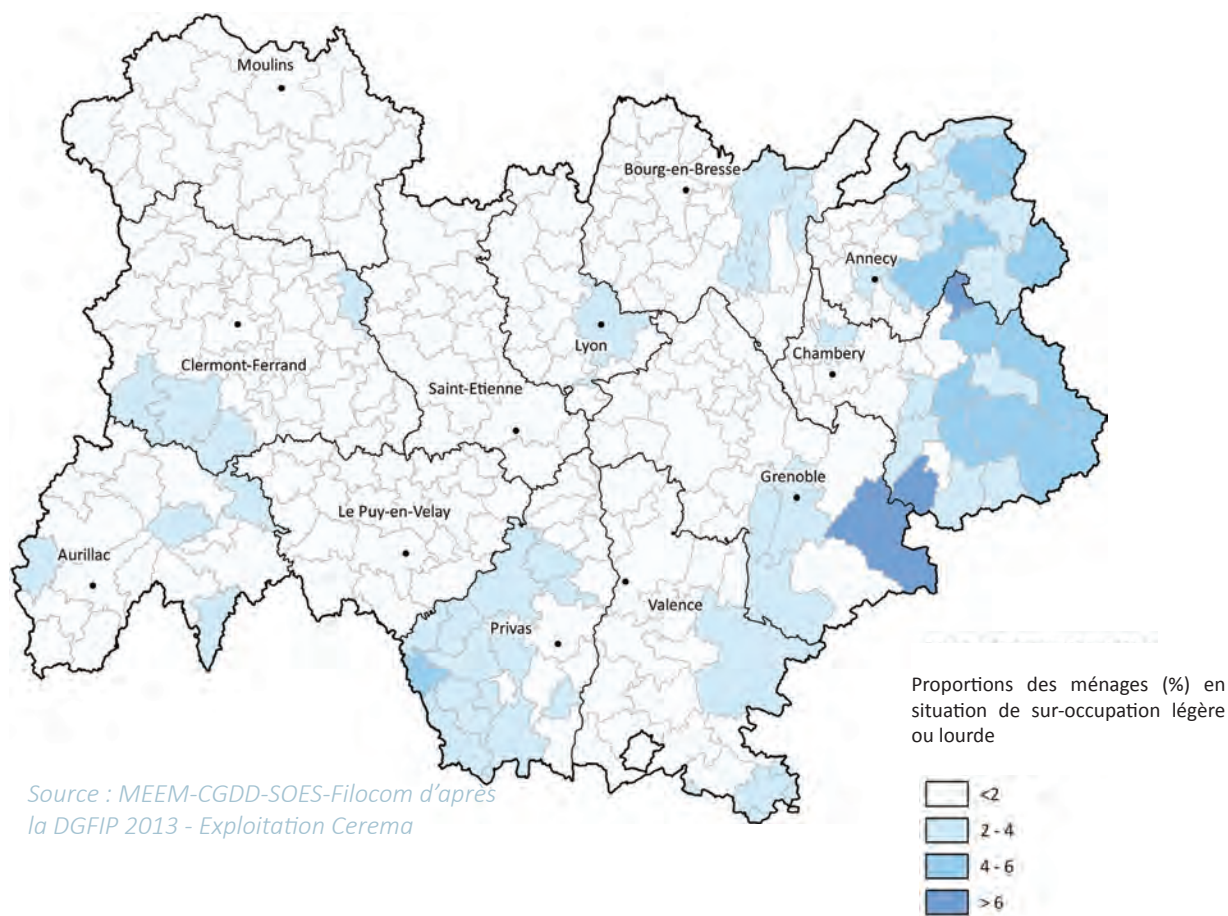 Moulins
Bourg-en-Bresse
Annecy
Lyon
Clermont-Ferrand
Chambery
Saint-Etienne
Grenoble
Le Puy-en-Velay
Aurillac
Valence
Privas
Proportions des ménages (%) en
situation de sur-occupation légère
ou lourde
<2
2 - 4
4 - 6
>6
Source : MEEM-CGDD-SOES-Filocom d'après
la DGFIP 2013 - Exploitation Cerema